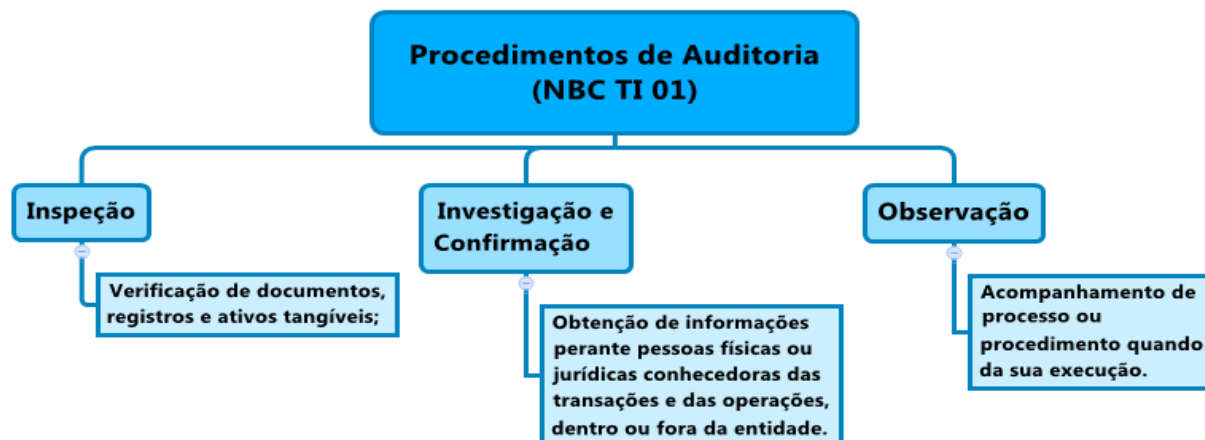 Procedimentos de Auditoria
(NBC TI 01)
Inspeção
Verificação de documentos,
registros e ativos tangíveis;
Investigação e
Confirmação
Obtenção de informações
perante pessoas físicas ou
jurídicas conhecedoras das
transações e das operações,
dentro ou fora da entidade.
Observação
Acompanhamento de
processo ou
procedimento quando
da sua execução.